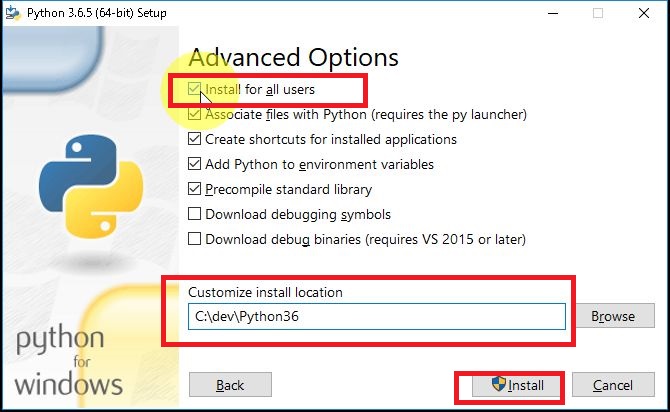 Python 3.6.5 (64-bit) Setup
Advanced Options
Install for all users
Associate files with Python (requires the py launcher)
Create shortcuts for installed applications
Add Python to environment variables
Precompile standard library
Download debugging symbols
Download debug binaries (requires VS 2015 or later)
Customize install location
C:\dev\Python36
Browse
python
for
windows
Back
Install
Cancel